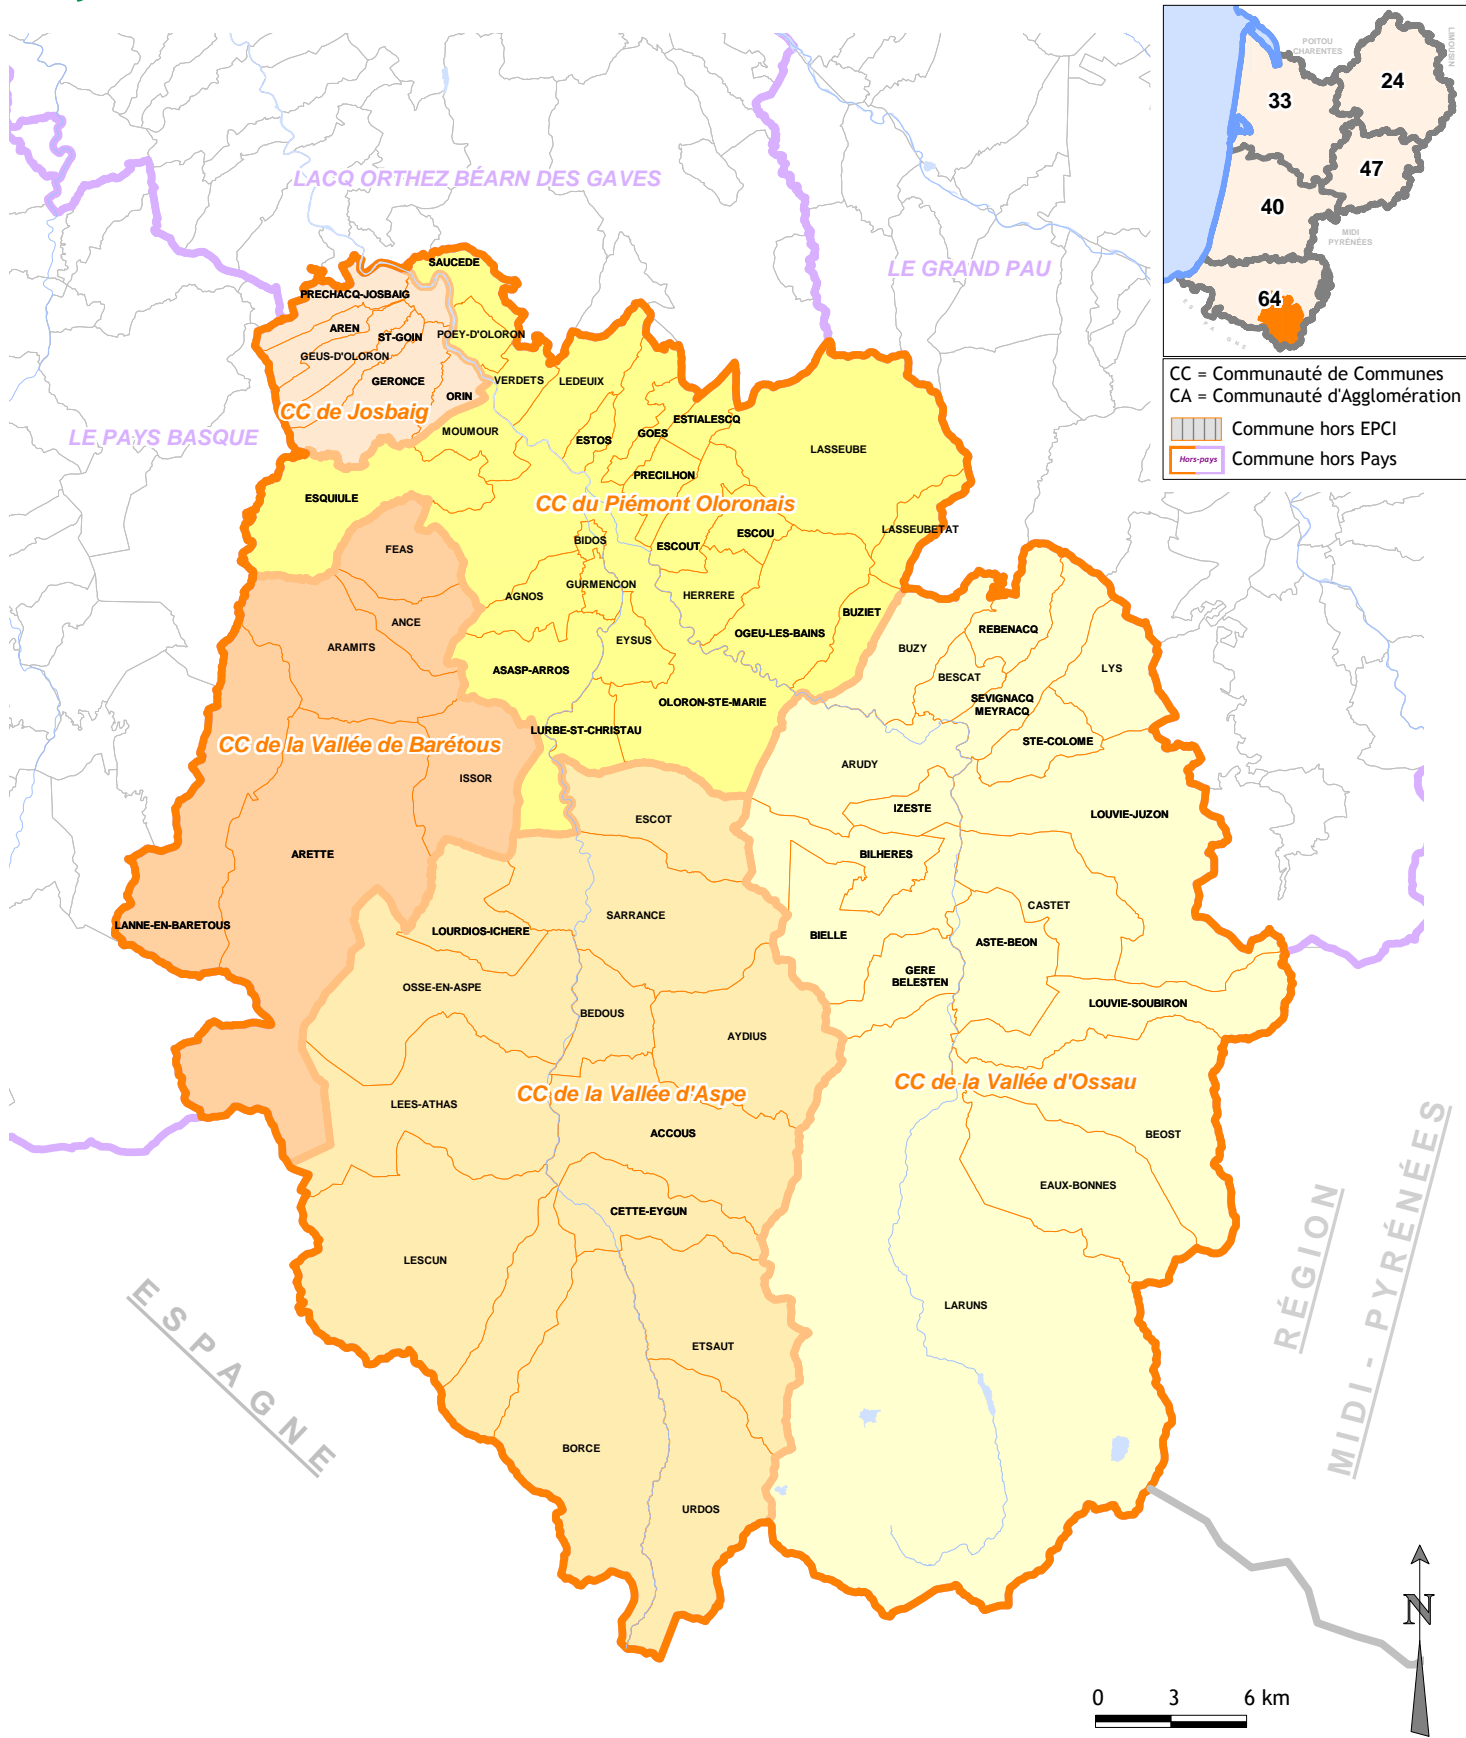 POITOU
CHARENTES
LIMOUSIN
33
24
47
40
MIDI
PYRÉNÉES
64
CC = Communauté de Communes
CA = Communauté d'Agglomération
Commune hors EPCI
Hors-pays
Commune hors Pays
LACQ ORTHEZ BÉARN DES GAVES
LE GRAND PAU
LE PAYS BASQUE
SAUCEDE
PRECHACQ-JOSBAIG
AREN
ST-GOIN
POEY-D'OLORON
GEUS-D'OLORON
GERONCE
ORIN
VERDETS
LEDEUIX
CC de Josbaig
MOUMOUR
ESTOS
GOES
ESTIALESCQ
LASSEUBE
PRECILHON
ESQUIULE
CC du Piémont Oloronais
LASSEUBETAT
FEAS
BIDOS
ESCOUT
ESCOU
AGNOS
GURMENCON
HERRERE
BUZIET
ANCE
ARAMITS
EYSUS
OGEU-LES-BAINS
REBENACQ
BUZY
LYS
BESCAT
ASASP-ARROS
SEVIGNACQ
MEYRACQ
OLORON-STE-MARIE
LURBE-ST-CHRISTAU
STE-COLOME
CC de la Vallée de Barétous
ARUDY
ISSOR
IZESTE
LOUVIE-JUZON
ESCOT
ARETTE
BILHERES
CASTET
SARRANCE
LANNE-EN-BARETOUS
LOURDIOS-ICHERE
BIELLE
ASTE-BEON
GERE
BELESTEN
OSSE-EN-ASPE
LOUVIE-SOUBIRON
BEDOUS
AYDIUS
CC de la Vallée d'Ossau
CC de la Vallée d'Aspe
LEES-ATHAS
ACCOUS
BEOST
EAUX-BONNES
CETTE-EYGUN
LESCUN
LARUNS
ETSAUT
BORCE
URDOS
ESPAGNE
RÉGION
MIDI - PYRÉNÉES
N
0 3 6 km